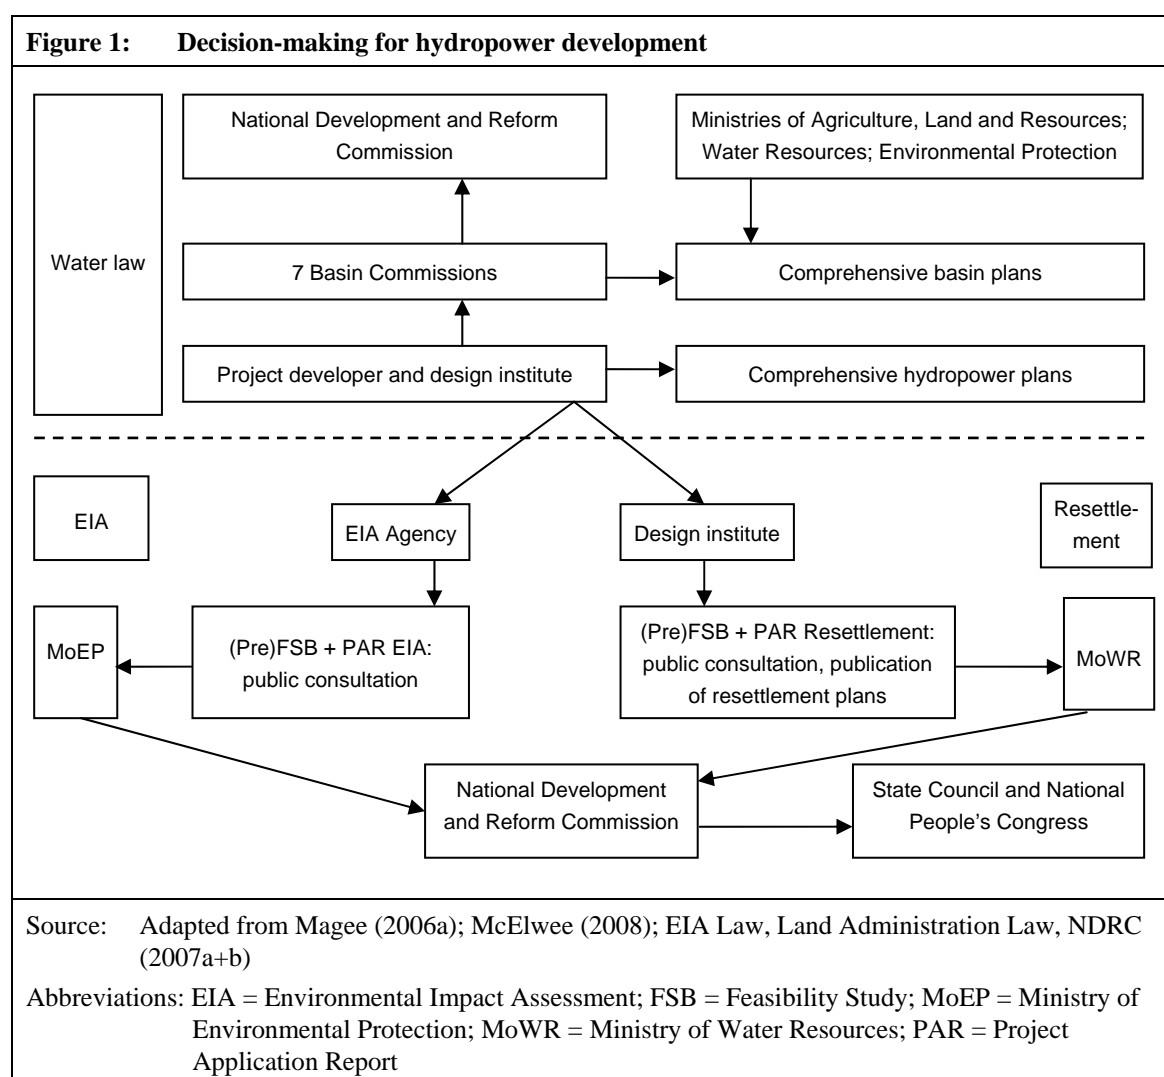 Figure 1: Decision-making for hydropower development
National Development and Reform
Commission
Ministries of Agriculture, Land and Resources;
Water Resources; Environmental Protection
Water law
7 Basin Commissions
Comprehensive basin plans
Project developer and design institute
Comprehensive hydropower plans
EIA
EIA Agency
Design institute
Resettle-
ment
MoEP
(Pre)FSB + PAR EIA:
public consultation
(Pre)FSB + PAR Resettlement:
public consultation, publication
of resettlement plans
MoWR
National Development
and Reform Commission
State Council and National
People's Congress
Source: Adapted from Magee (2006a); McElwee (2008); EIA Law, Land Administration Law, NDRC
(2007a+b)
Abbreviations: EIA = Environmental Impact Assessment; FSB = Feasibility Study; MoEP = Ministry of
Environmental Protection; MoWR = Ministry of Water Resources; PAR = Project
Application Report